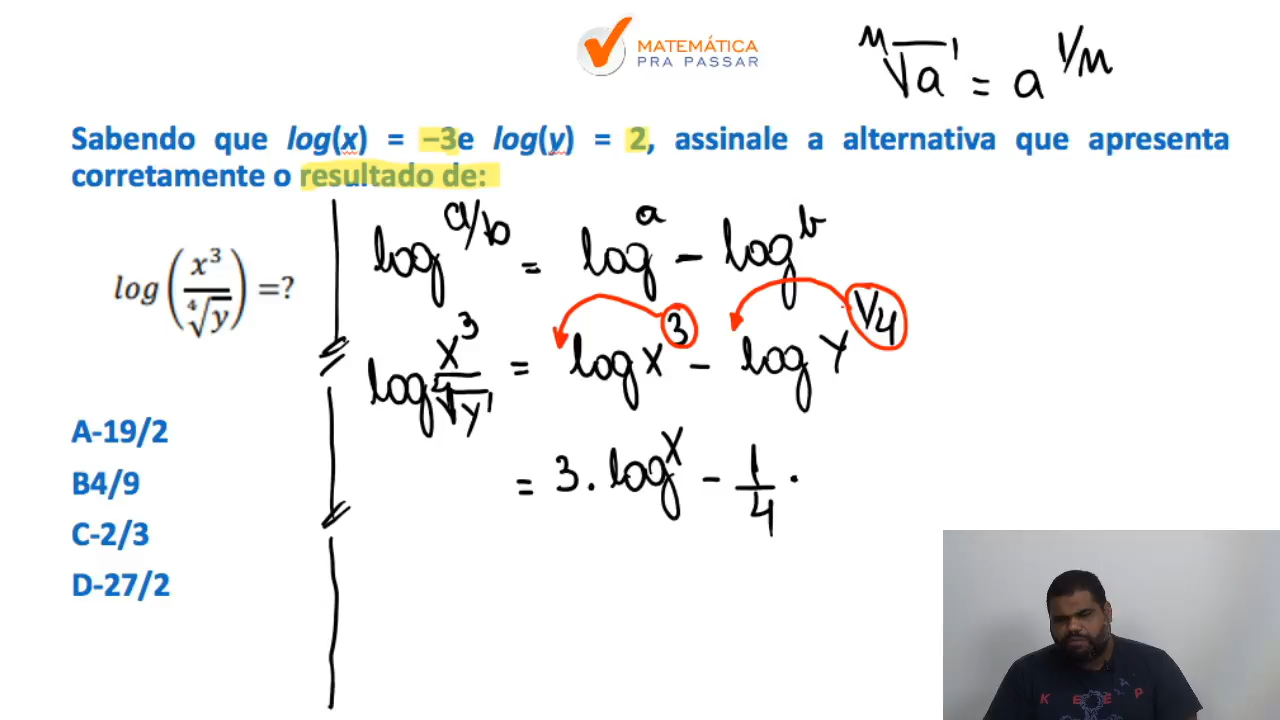 MATEMÁTICA
PRA PASSAR
ᴹ√a = a^1/M
Sabendo que log(x) = –3e log(y) = 2, assinale a alternativa que apresenta
corretamente o resultado de:
log^a/b = log^a – log^b
log(x³/⁴√y) =?
log x³/⁴√y = log x³ – log y^1/4
= 3 . log^x – 1/4 .
A-19/2
B4/9
C-2/3
D-27/2
K E E P